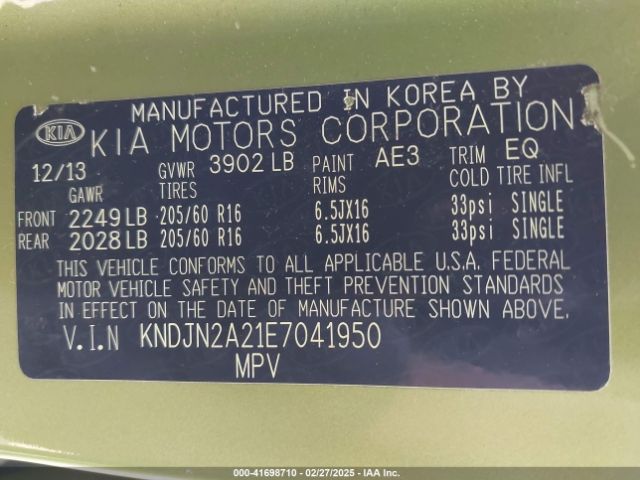 MANUFACTURED IN KOREA BY
KIA KIA MOTORS CORPORATION
12/13 GVWR 3902 LB PAINT AE3 TRIM EQ
GAWR TIRES RIMS COLD TIRE INFL
FRONT 2249 LB 205/60 R16 6.5JX16 33psi SINGLE
REAR 2028 LB 205/60 R16 6.5JX16 33psi SINGLE
THIS VEHICLE CONFORMS TO ALL APPLICABLE U.S.A. FEDERAL
MOTOR VEHICLE SAFETY AND THEFT PREVENTION STANDARDS
IN EFFECT ON THE DATE OF MANUFACTURE SHOWN ABOVE.
V.I.N KNDJN2A21E7041950
MPV
000-41698710 - 02/27/2025 - IAA Inc.